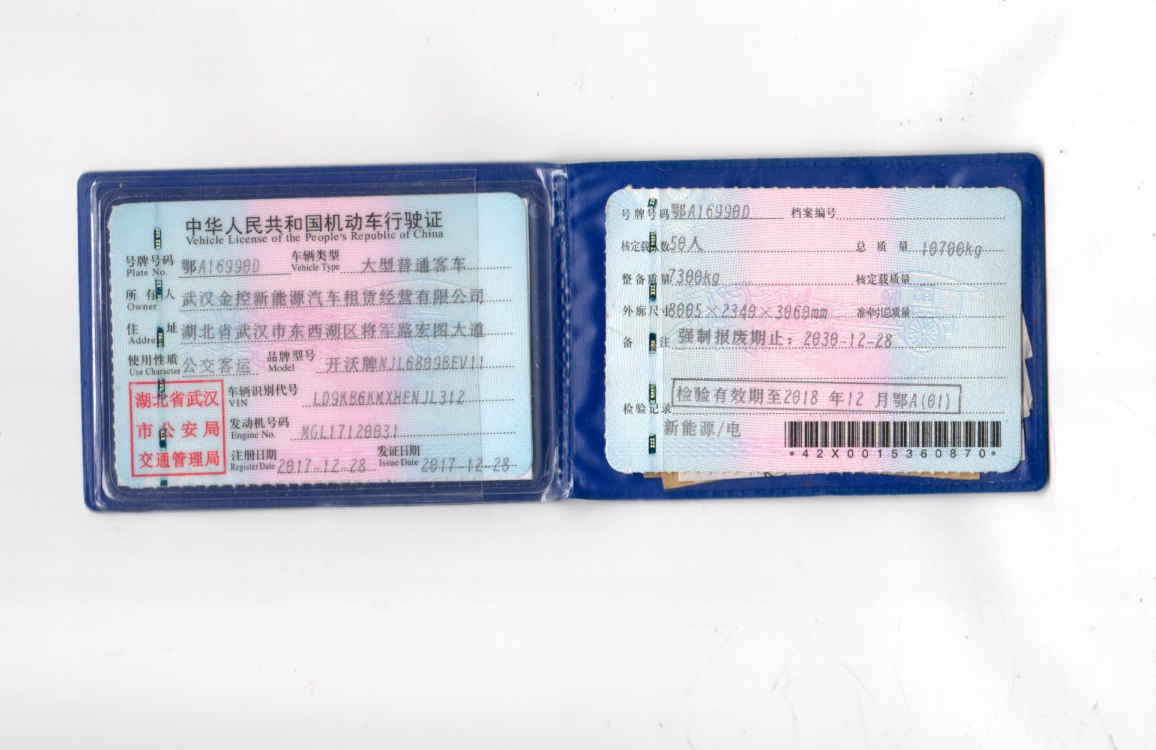 中华人民共和国机动车行驶证
Vehicle License of the People's Republic of China
号牌号码 鄂A16990D 车辆类型 大型普通客车
Plate No. Vehicle Type
所有人 武汉金控新能源汽车租赁经营有限公司
Owner
住址 湖北省武汉市东西湖区将军路宏图大道
Address
使用性质 公交客运 品牌型号 开沃牌NJL6809BEV11
Use Character Model
湖北省武汉
市公安局
交通管理局
车辆识别代号 LD9KB6KMXHENJL312
VIN
发动机号码 MGL17120031
Engine No.
注册日期 2017-12-28 发证日期 2017-12-28
Register Date Issue Date
号牌号码 鄂A16990D 档案编号
核定载人数 50人 总质量 10700kg
整备质量 7300kg 核定载质量
外廓尺寸 8005×2340×3060mm 准牵引总质量
备注 强制报废期止：2030-12-28
检验记录 检验有效期至2018 年12 月鄂A(01)
新能源/电
*42X0015360870*